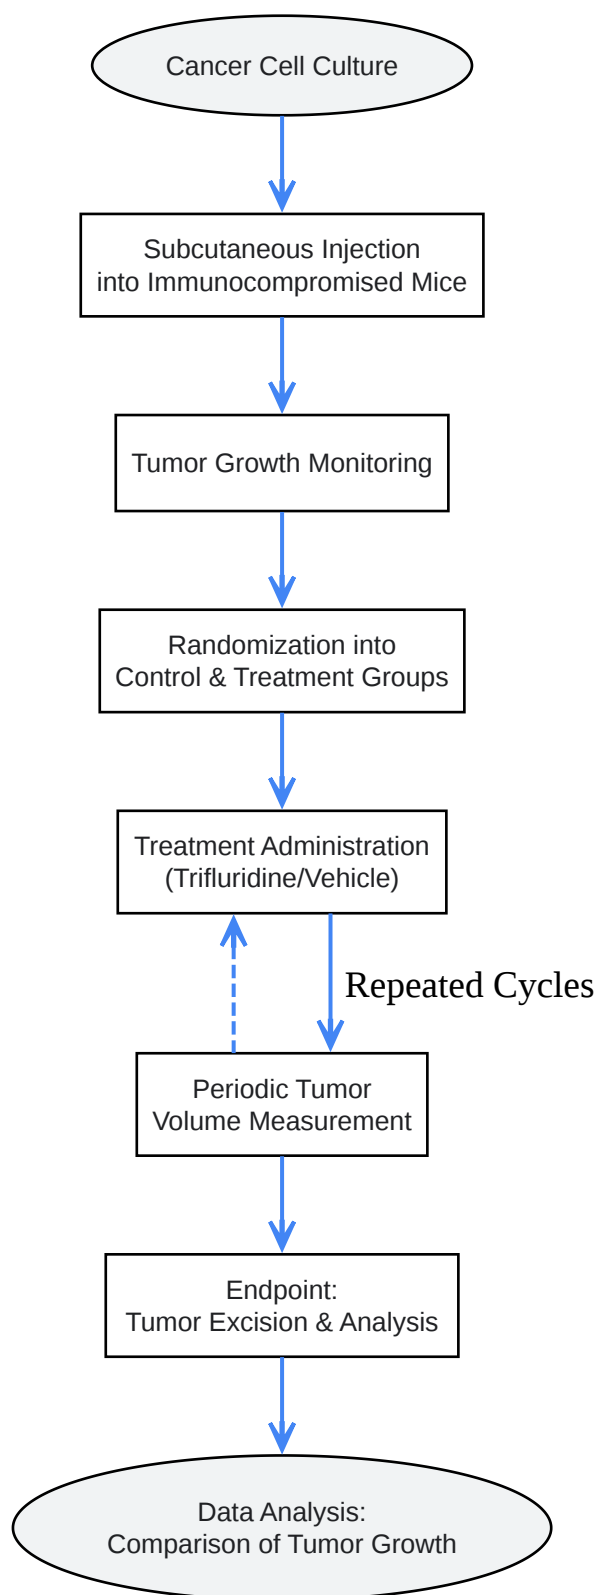 Cancer Cell Culture
Subcutaneous Injection
into Immunocompromised Mice
Tumor Growth Monitoring
Randomization into
Control & Treatment Groups
Treatment Administration
(Trifluridine/Vehicle)
Repeated Cycles
Periodic Tumor
Volume Measurement
Endpoint:
Tumor Excision & Analysis
Data Analysis:
Comparison of Tumor Growth